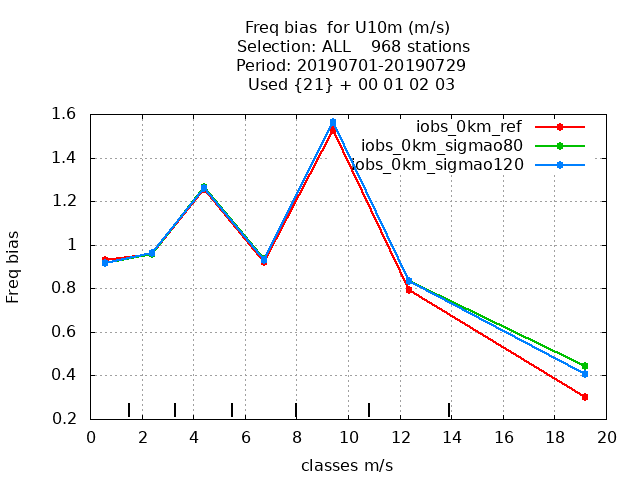 Freq bias  for U10m (m/s)
Selection: ALL    968 stations
Period: 20190701-20190729
Used {21} + 00 01 02 03
iobs_0km_ref
iobs_0km_sigmao80
iobs_0km_sigmao120
1.6
1.4
1.2
1
0.8
0.6
0.4
0.2
Freq bias
0 2 4 6 8 10 12 14 16 18 20
classes m/s